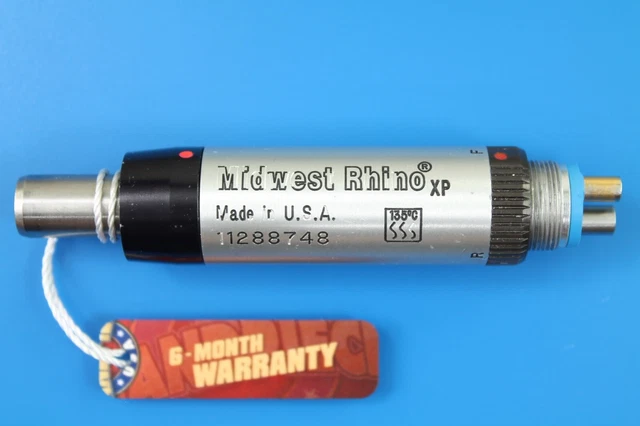 Midwest Rhino® XP
Made in U.S.A.
135°C
11288748
F
R
6-MONTH
WARRANTY